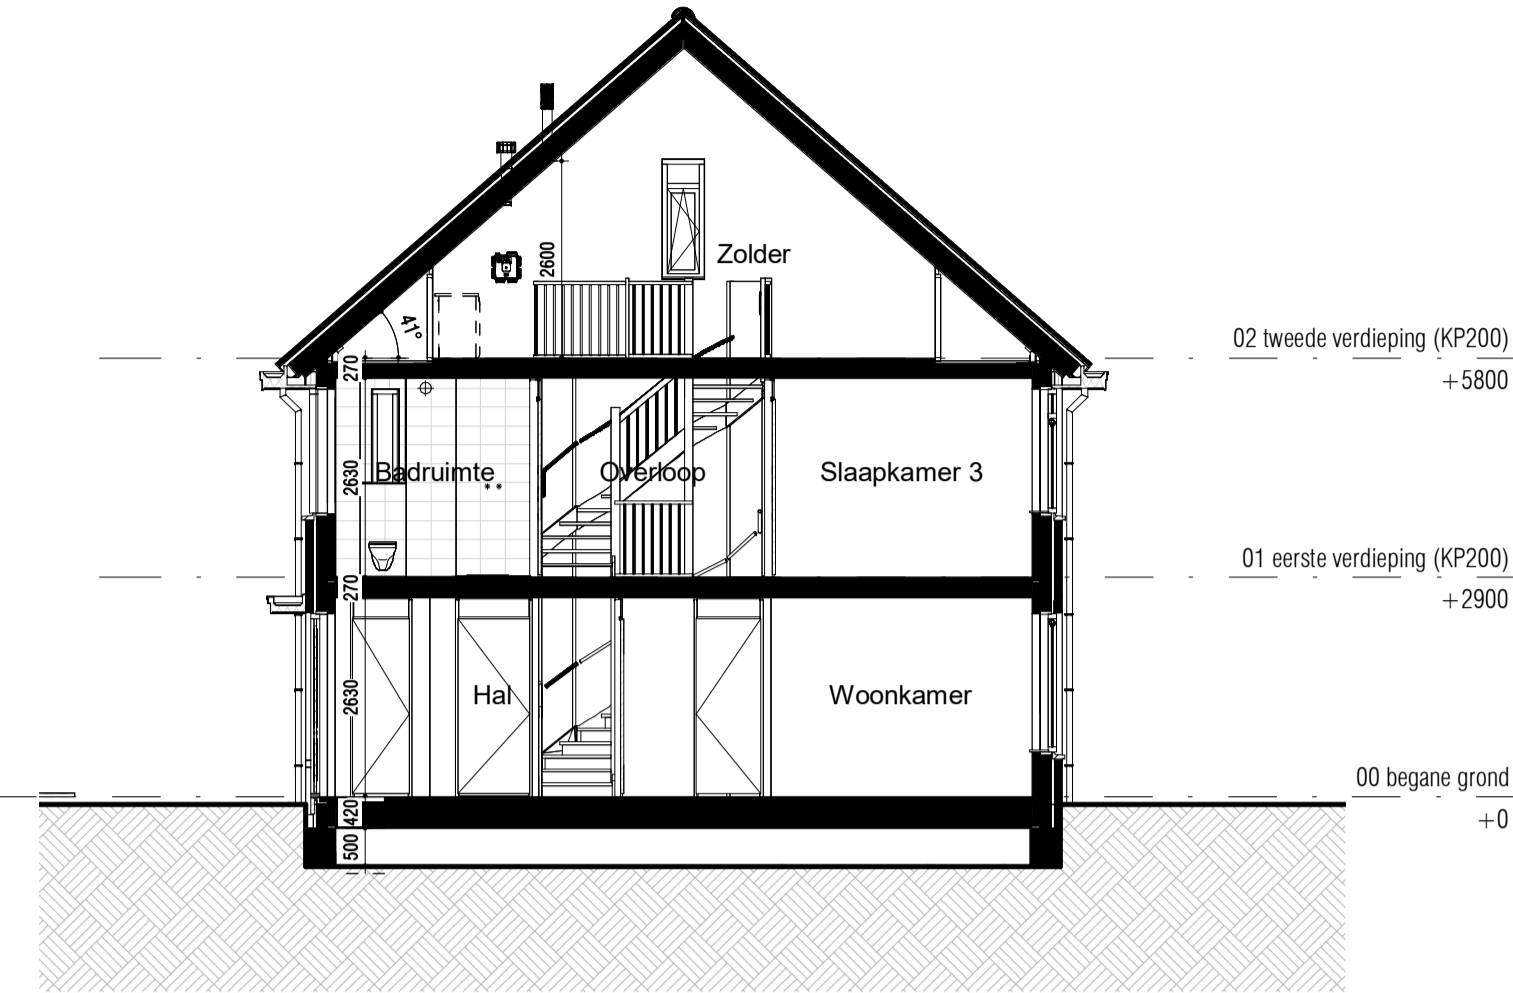 Zolder
2600
41°
02 tweede verdieping (KP200)
+5800
270
Badruimte
Overloop
Slaapkamer 3
2630
01 eerste verdieping (KP200)
+2900
270
Hal
Woonkamer
2630
00 begane grond
+0
420
500